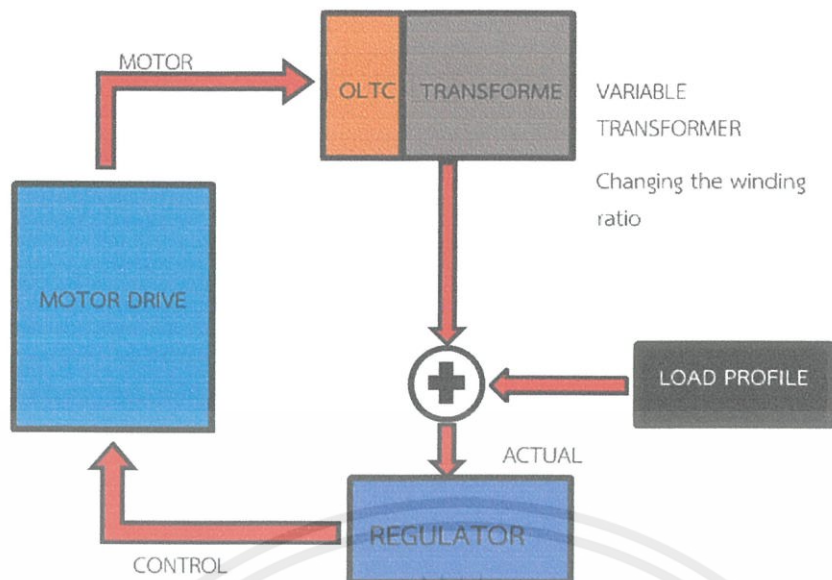 MOTOR
OLTC
TRANSFORME
VARIABLE
TRANSFORMER
Changing the winding
ratio
MOTOR DRIVE
LOAD PROFILE
ACTUAL
REGULATOR
CONTROL